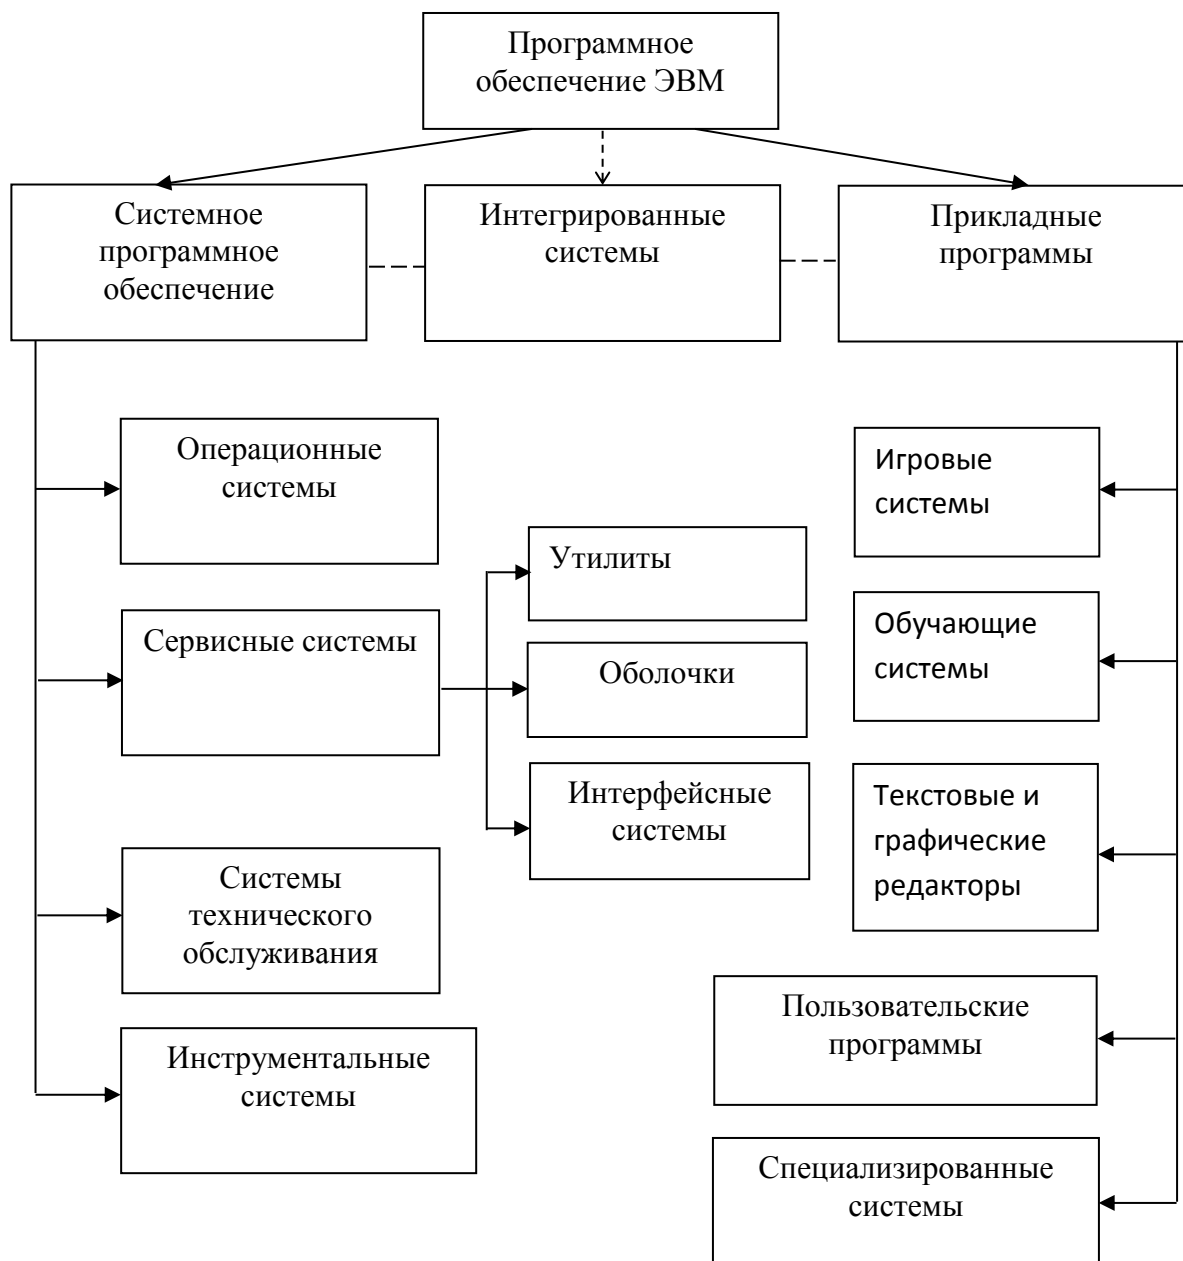 Программное
обеспечение ЭВМ
Системное
программное
обеспечение
Интегрированные
системы
Прикладные
программы
Операционные
системы
Сервисные системы
Системы
технического
обслуживания
Инструментальные
системы
Утилиты
Оболочки
Интерфейсные
системы
Игровые
системы
Обучающие
системы
Текстовые и
графические
редакторы
Пользовательские
программы
Специализированные
системы